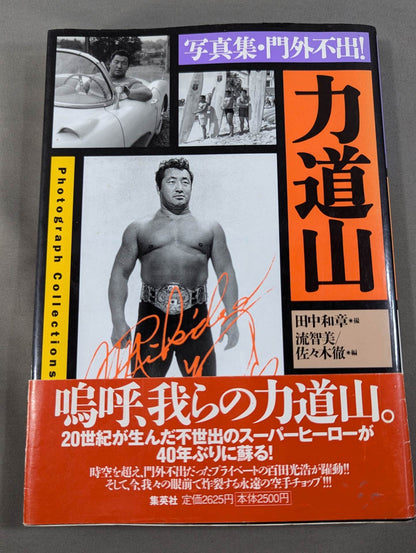 写真集・門外不出!
力道山
Photograph Collections
田中和章・撮
流智美/
佐々木徹・編
嗚呼、我らの力道山。
20世紀が生んだ不世出のスーパーヒーローが
40年ぶりに蘇る!
時空を超え、門外不出だったプライベートの百田光浩が躍動!!
そして、今、我々の眼前で炸裂する永遠の空手チョップ!!!
集英社 定価2625円 本体2500円